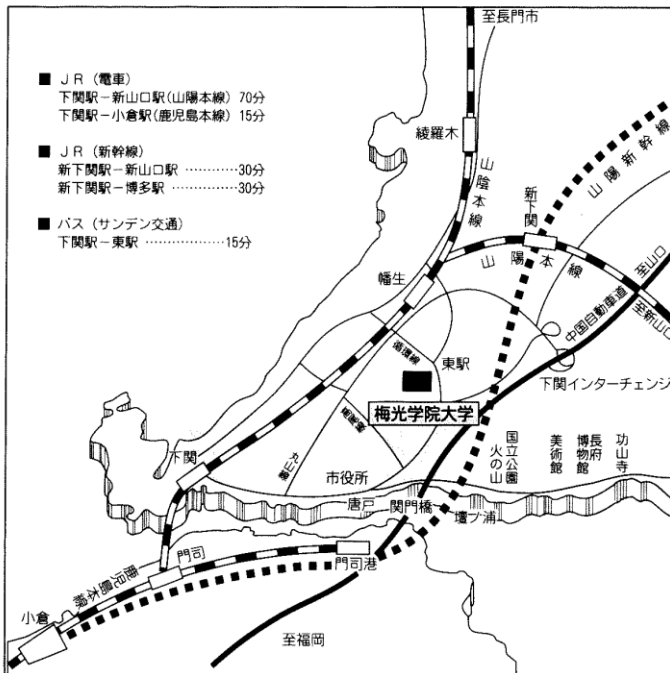 至長門市
■ JR（電車）
下関駅－新山口駅(山陽本線) 70分
下関駅－小倉駅(鹿児島本線) 15分
■ JR（新幹線）
新下関駅－新山口駅 …………30分
新下関駅－博多駅 ……………30分
■ バス（サンデン交通）
下関駅－東駅 …………………15分
綾羅木
山陰本線
山陽新幹線
新下関
山陽本線
幡生
至山口
中国自動車道
至新山口
循環線
東駅
下関インターチェンジ
梅光学院大学
丸山線
市役所
下関
国立公園
火の山
美術館
長府
博物館
功山寺
唐戸
関門橋
壇ノ浦
門司
門司港
鹿児島本線
小倉
至福岡